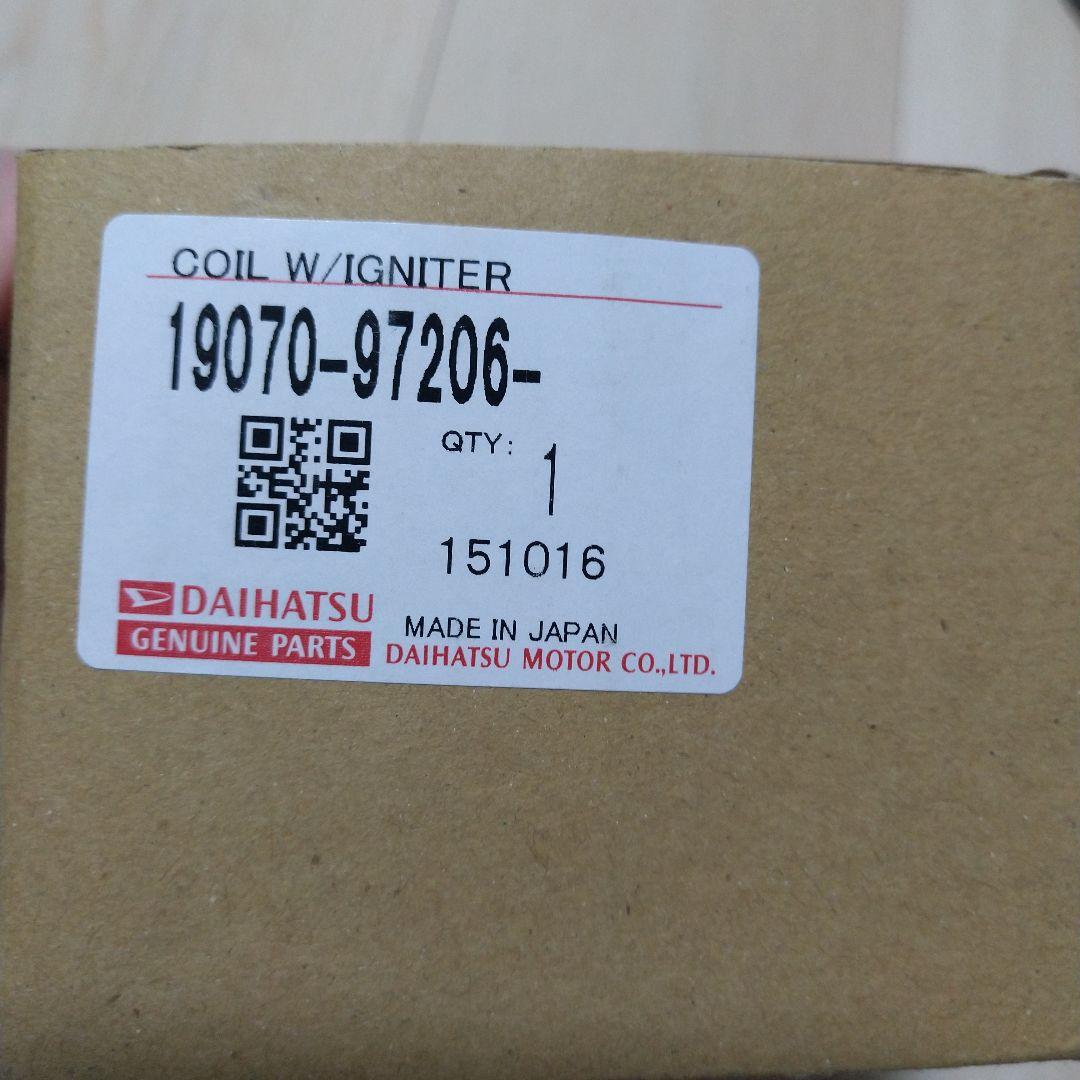 COIL W/IGNITER
19070-97206-
QTY: 1
151016
DAIHATSU
GENUINE PARTS
MADE IN JAPAN
DAIHATSU MOTOR CO.,LTD.